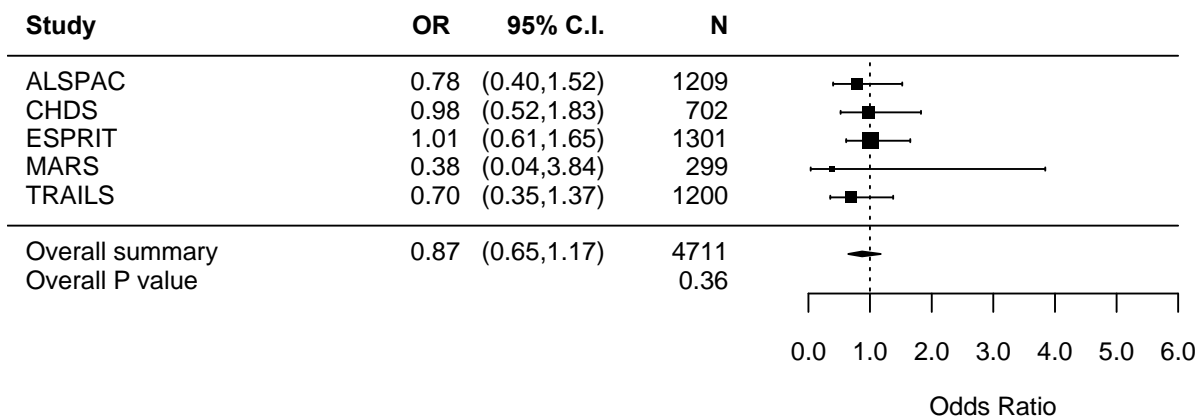 Study OR 95% C.I. N
ALSPAC 0.78 (0.40,1.52) 1209
CHDS 0.98 (0.52,1.83) 702
ESPRIT 1.01 (0.61,1.65) 1301
MARS 0.38 (0.04,3.84) 299
TRAILS 0.70 (0.35,1.37) 1200
Overall summary 0.87 (0.65,1.17) 4711
Overall P value 0.36
0.0 1.0 2.0 3.0 4.0 5.0 6.0
Odds Ratio